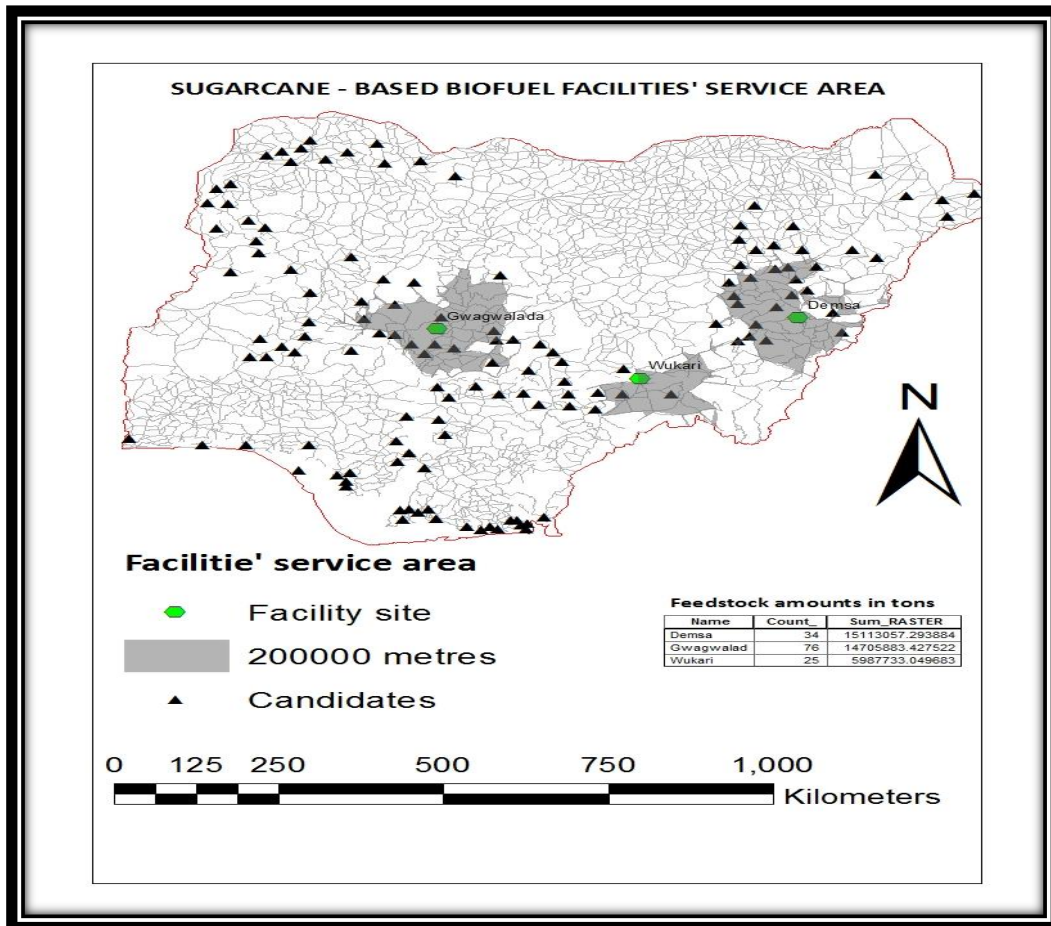 SUGARCANE - BASED BIOFUEL FACILITIES' SERVICE AREA
Gwagwalada
Demsa
Wukari
N
Facilitie' service area
Facility site
200000 metres
Candidates
Feedstock amounts in tons
Name Count_ Sum_RASTER
Demsa 34 15113057.293884
Gwagwalad 76 14705883.427522
Wukari 25 5987733.049683
0 125 250 500 750 1,000
Kilometers